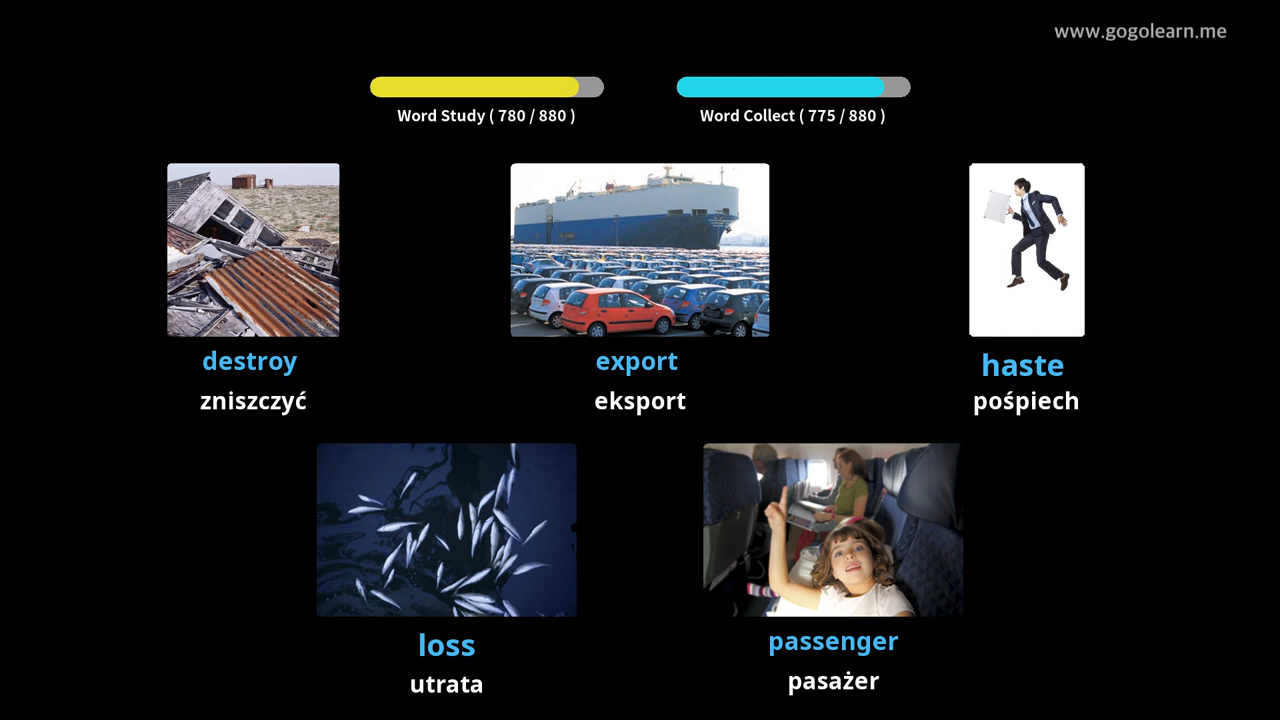 www.gogolearn.me
Word Study ( 780 / 880 )
Word Collect ( 775 / 880 )
destroy
zniszczyć
export
eksport
haste
pośpiech
loss
utrata
passenger
pasażer